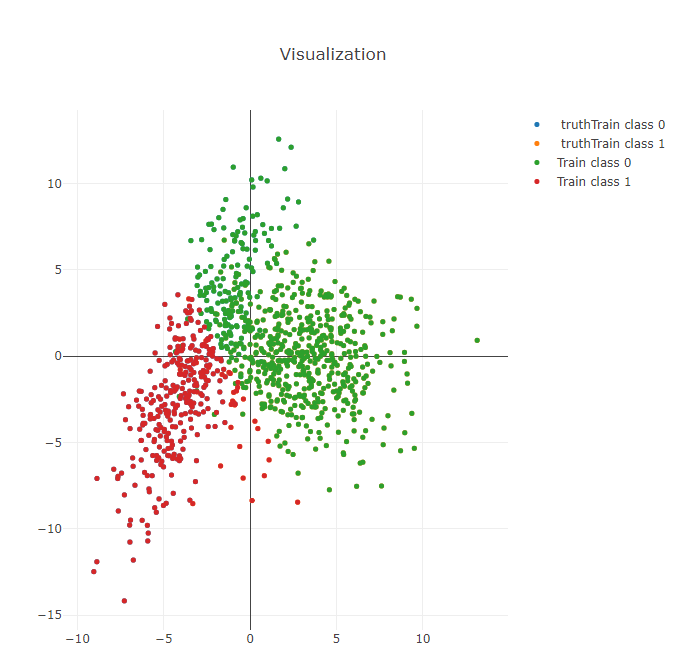 Visualization
truthTrain class 0
truthTrain class 1
Train class 0
Train class 1
10
5
0
−5
−10
−15
−10
−5
0
5
10